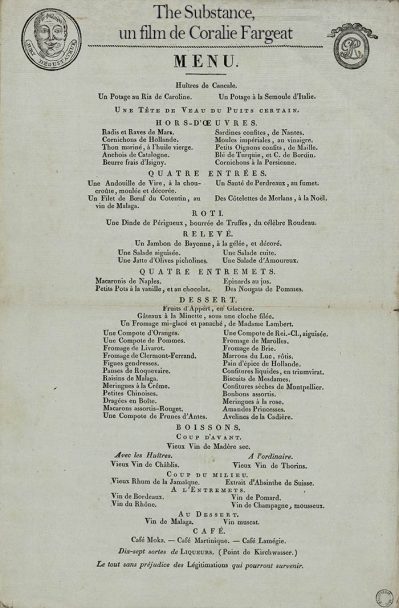 The Substance,
un film de Coralie Fargeat
JURY
DÉGUSTATEUR
MENU.
Huîtres de Cancale.
Un Potage au Ris de Caroline. Un Potage à la Semoule d'Italie.
UNE TÊTE DE VEAU DU PUITS CERTAIN.
HORS-D'ŒUVRES.
Radis et Raves de Mars. Sardines confites, de Nantes.
Cornichons de Hollande. Moules impériales, au vinaigre.
Thon mariné, à l'huile vierge. Petits Oignons confits, de Maille.
Anchois de Catalogne. Blé de Turquie, et C. de Bordin.
Beurre frais d'Isigny. Cornichons à la Persienne.
QUATRE ENTRÉES.
Une Andouille de Vire, à la chou- Un Sauté de Perdreaux, au fumet.
croûte, moulée et décorée.
Un Filet de Bœuf du Cotentin, au Des Côtelettes de Merlans, à la Noël.
vin de Malaga.
ROTI.
Une Dinde de Périgueux, bourrée de Truffes, du célèbre Roudeau.
RELEVÉ.
Un Jambon de Bayonne, à la gelée, et décoré.
Une Salade aiguisée. Une Salade cuite.
Une Jatte d'Olives picholines. Une Salade d'Amoureux.
QUATRE ENTREMETS.
Macaronis de Naples. Epinards au jus.
Petits Pots à la vanille, et au chocolat. Des Nougats de Pommes.
DESSERT.
Fruits d'Appert, en Glacière.
Gâteaux à la Minette, sous une cloche filée.
Un Fromage mi-glacé et panaché, de Madame Lambert.
Une Compote d'Oranges. Une Compote de Rei.-Cl., aiguisée.
Une Compote de Pommes. Fromage de Marolles.
Fromage de Livarot. Fromage de Brie.
Fromage de Clermont-Ferrand. Marrons du Luc, rôtis.
Figues gendresses. Pain d'épice de Hollande.
Panses de Roquevaire. Confitures liquides, en triumvirat.
Raisins de Malaga. Biscuits de Mesdames.
Meringues à la Crème. Confitures sèches de Montpellier.
Petites Chinoises. Bonbons assortis.
Dragées en Boîte. Meringues à la rose.
Macarons assortis-Rouget. Amandes Princesses.
Une Compote de Prunes d'Antes. Avelines de la Cadière.
BOISSONS.
COUP D'AVANT.
Vieux Vin de Madère sec.
Avec les Huîtres. A l'ordinaire.
Vieux Vin de Châblis. Vieux Vin de Thorins.
COUP DU MILIEU.
Vieux Rhum de la Jamaïque. Extrait d'Absinthe de Suisse.
A L'ENTREMETS.
Vin de Bordeaux. Vin de Pomard.
Vin du Rhône. Vin de Champagne, mousseux.
AU DESSERT.
Vin de Malaga. Vin muscat.
CAFÉ.
Café Moka. — Café Martinique. — Café Lamégie.
Dix-sept sortes de LIQUEURS. (Point de Kirchwasser.)
Le tout sans préjudice des Légitimations qui pourront survenir.